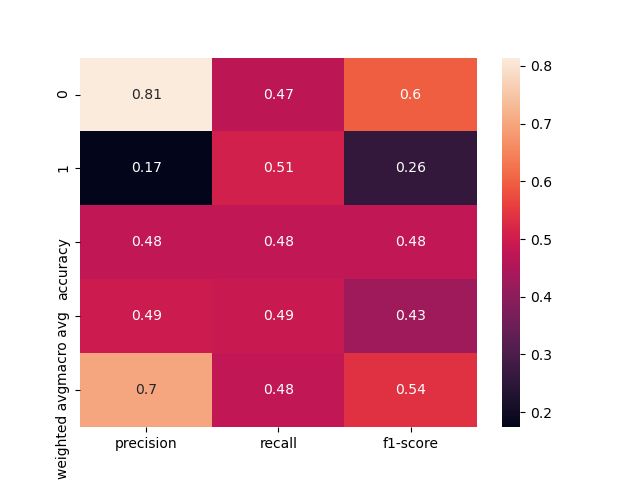 0 0.81 0.47 0.6
1 0.17 0.51 0.26
accuracy 0.48 0.48 0.48
macro avg 0.49 0.49 0.43
weighted avg 0.7 0.48 0.54
precision recall f1-score
0.8
0.7
0.6
0.5
0.4
0.3
0.2